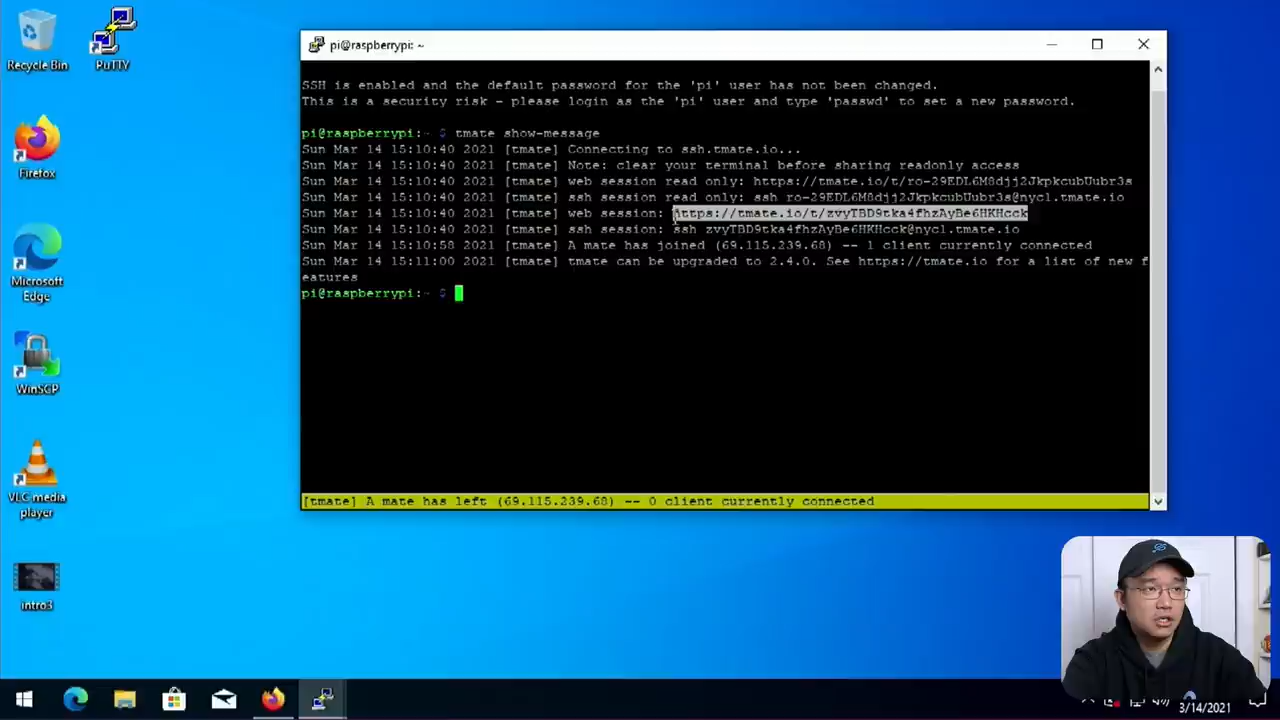 Recycle Bin
PuTTY
Firefox
Microsoft
Edge
WinSCP
VLC media
player
intro3
pi@raspberrypi: ~
SSH is enabled and the default password for the 'pi' user has not been changed.
This is a security risk - please login as the 'pi' user and type 'passwd' to set a new password.
pi@raspberrypi:~ $ tmate show-message
Sun Mar 14 15:10:40 2021 [tmate] Connecting to ssh.tmate.io...
Sun Mar 14 15:10:40 2021 [tmate] Note: clear your terminal before sharing readonly access
Sun Mar 14 15:10:40 2021 [tmate] web session read only: https://tmate.io/t/ro-29EDL6M8djj2JkpkcubUubr3s
Sun Mar 14 15:10:40 2021 [tmate] ssh session read only: ssh ro-29EDL6M8djj2JkpkcubUubr3s@nyc1.tmate.io
Sun Mar 14 15:10:40 2021 [tmate] web session: https://tmate.io/t/zvyTBD9tka4fhzAyBe6HKHcck
Sun Mar 14 15:10:40 2021 [tmate] ssh session: ssh zvyTBD9tka4fhzAyBe6HKHcck@nyc1.tmate.io
Sun Mar 14 15:10:58 2021 [tmate] A mate has joined (69.115.239.68) -- 1 client currently connected
Sun Mar 14 15:11:00 2021 [tmate] tmate can be upgraded to 2.4.0. See https://tmate.io for a list of new f
eatures
pi@raspberrypi:~ $
[tmate] A mate has left (69.115.239.68) -- 0 client currently connected
3/14/2021